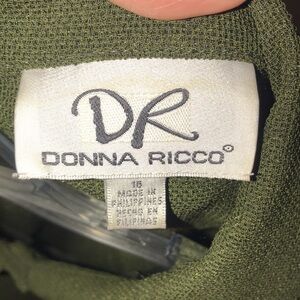 DR
DONNA RICCO®
16
MADE IN
PHILIPPINES
HECHO EN
FILIPINAS